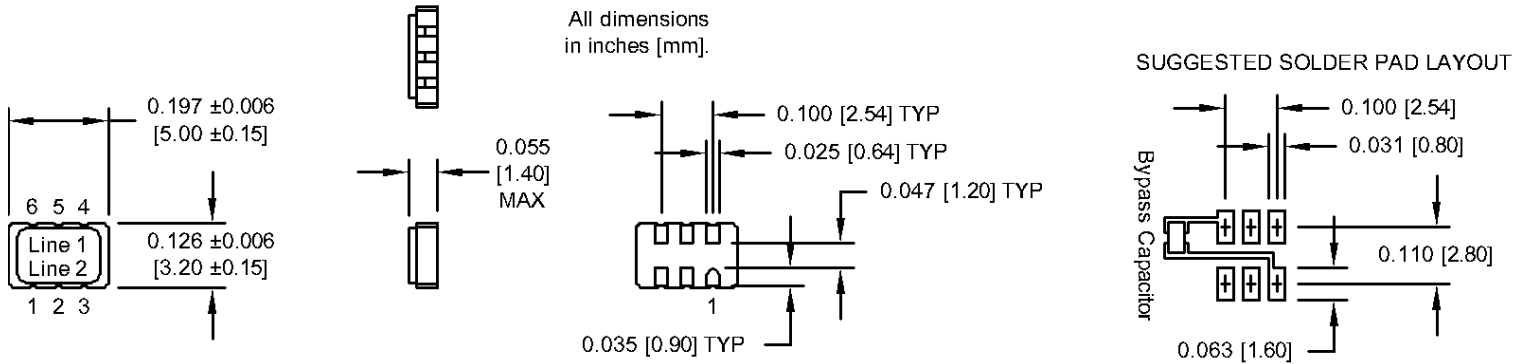 All dimensions
in inches [mm].
SUGGESTED SOLDER PAD LAYOUT
0.197 ±0.006
[5.00 ±0.15]
0.055
[1.40]
MAX
0.100 [2.54] TYP
0.025 [0.64] TYP
0.047 [1.20] TYP
0.100 [2.54]
0.031 [0.80]
Bypass Capacitor
6 5 4
Line 1
Line 2
1 2 3
0.126 ±0.006
[3.20 ±0.15]
1
0.035 [0.90] TYP
0.110 [2.80]
0.063 [1.60]